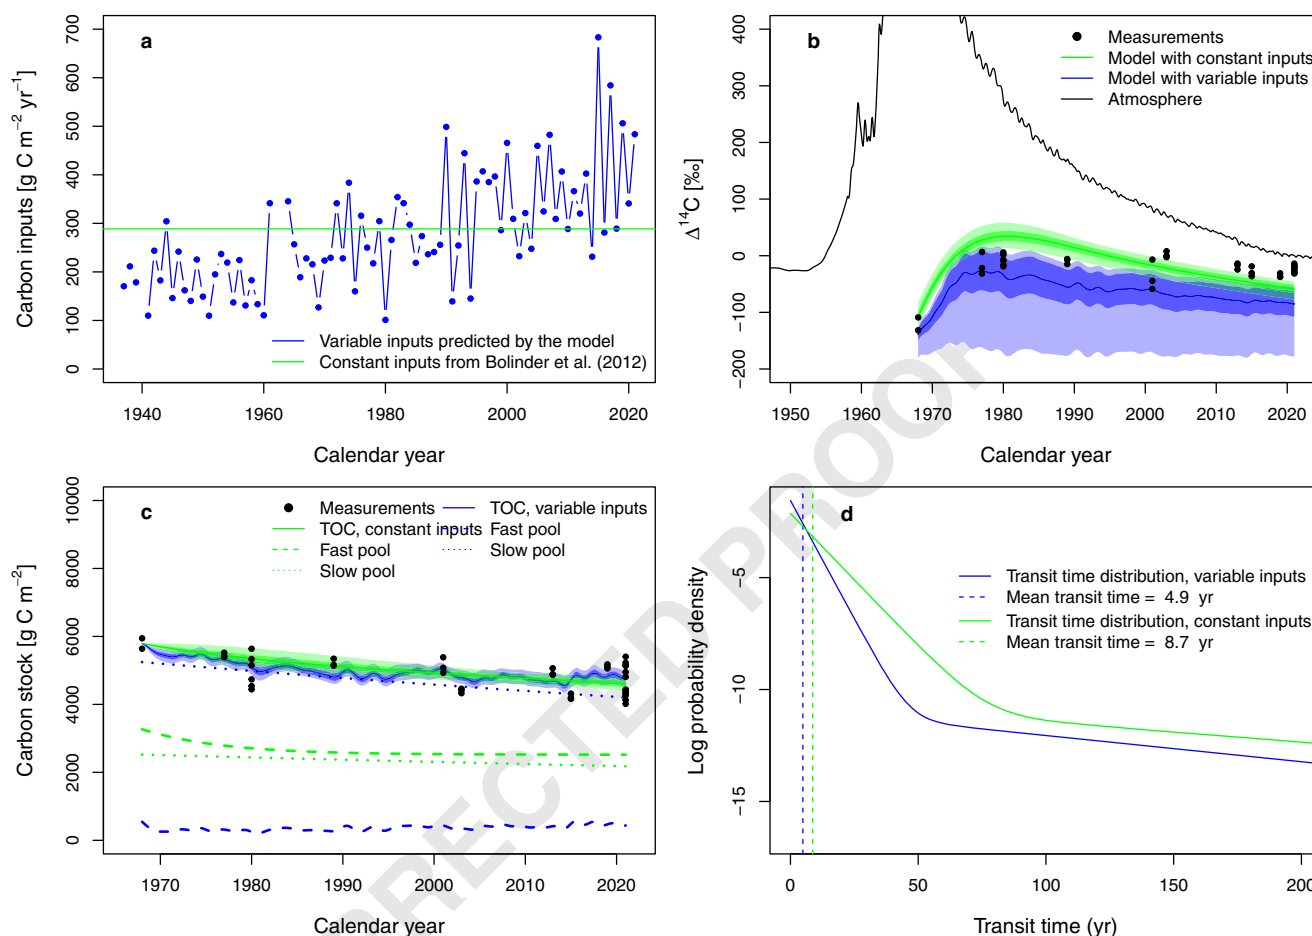 a
Carbon inputs [g C m−2 yr−1]
700
600
500
400
300
200
100
0
Variable inputs predicted by the model
Constant inputs from Bolinder et al. (2012)
1940
1960
1980
2000
2020
Calendar year
b
Δ14C [‰]
400
300
200
100
0
−100
−200
Measurements
Model with constant inputs
Model with variable inputs
Atmosphere
1950
1960
1970
1980
1990
2000
2010
2020
Calendar year
c
Carbon stock [g C m−2]
10000
8000
6000
4000
2000
0
Measurements
TOC, constant inputs
Fast pool
Slow pool
TOC, variable inputs
Fast pool
Slow pool
1970
1980
1990
2000
2010
2020
Calendar year
d
Log probability density
−5
−10
−15
Transit time distribution, variable inputs
Mean transit time = 4.9 yr
Transit time distribution, constant inputs
Mean transit time = 8.7 yr
0
50
100
150
200
Transit time (yr)
RECTED PROOF